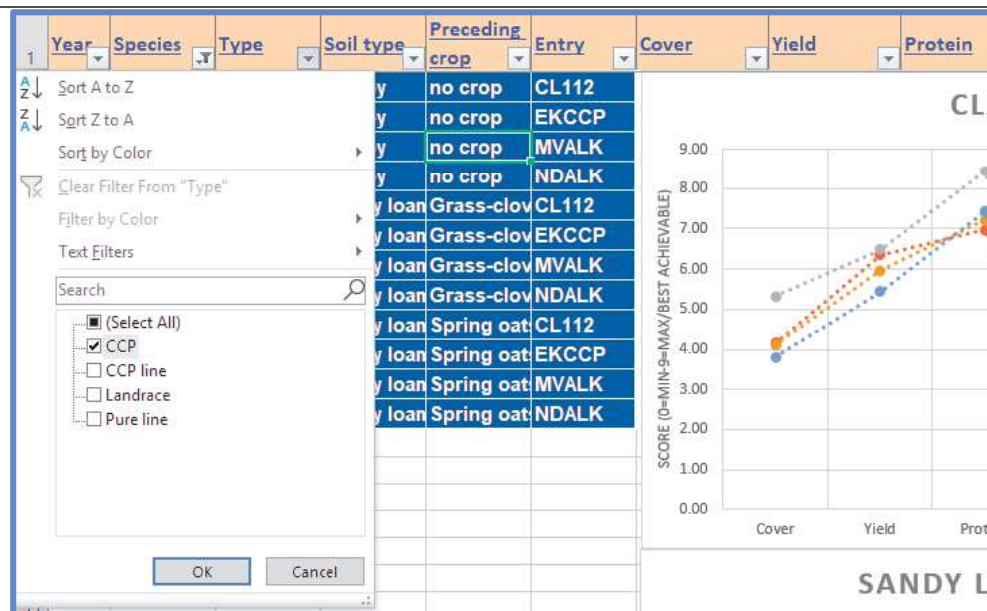 1 Year Species Type Soil type Preceding crop Entry Cover Yield Protein
Sort A to Z
Sort Z to A
Sort by Color
Clear Filter From "Type"
Filter by Color
Text Filters
Search
(Select All)
CCP
CCP line
Landrace
Pure line
OK Cancel
y no crop CL112
y no crop EKCCP
y no crop MVALK
y no crop NDALK
y loan Grass-clov CL112
y loan Grass-clov EKCCP
y loan Grass-clov MVALK
y loan Grass-clov NDALK
y loan Spring oat CL112
y loan Spring oat EKCCP
y loan Spring oat MVALK
y loan Spring oat NDALK
CL
SCORE (0=MIN-9=MAX/BEST ACHIEVABLE)
9.00
8.00
7.00
6.00
5.00
4.00
3.00
2.00
1.00
0.00
Cover Yield Prot
SANDY L